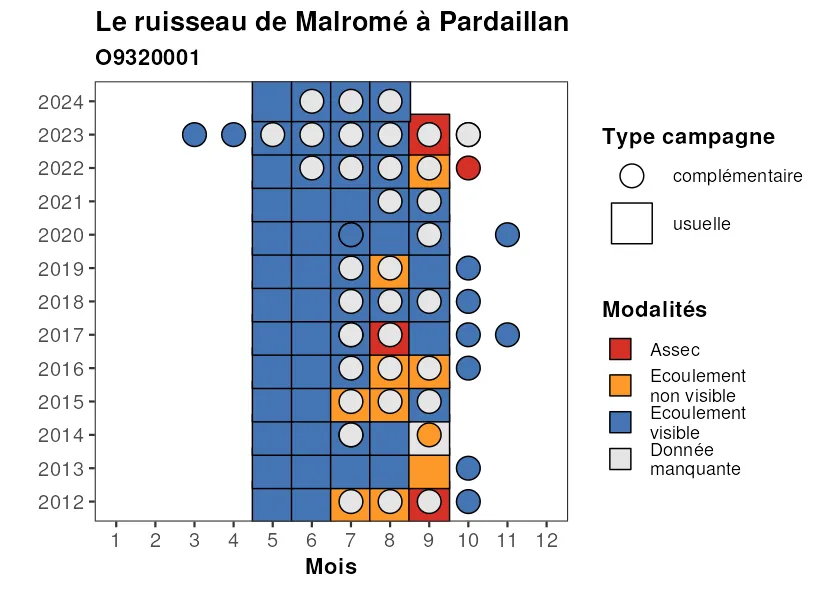 Le ruisseau de Malromé à Pardaillan
O9320001
2024
2023
2022
2021
2020
2019
2018
2017
2016
2015
2014
2013
2012
1 2 3 4 5 6 7 8 9 10 11 12
Mois
Type campagne
complémentaire
usuelle
Modalités
Assec
Ecoulement
non visible
Ecoulement
visible
Donnée
manquante